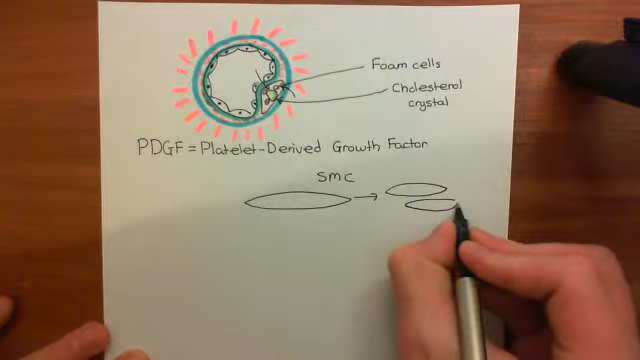 Foam cells
Cholesterol
crystal
PDGF = Platelet-Derived Growth Factor
SMC